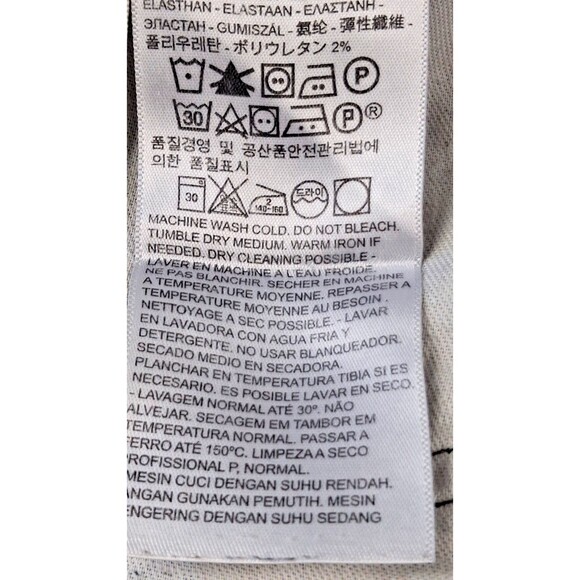 ELASTHAN - ELASTAAN - ΕΛΑΣΤΑΝΗ -
ЭЛАСТАН - GUMISZÁL - 氨纶 - 彈性纖維 -
폴리우레탄 - ポリウレタン 2%
P
30 P ®
품질경영 및 공산품안전관리법에
의한 품질표시
30 2 140-160 드라이
MACHINE WASH COLD. DO NOT BLEACH.
TUMBLE DRY MEDIUM. WARM IRON IF
NEEDED. DRY CLEANING POSSIBLE -
LAVER EN MACHINE A L'EAU FROIDE.
NE PAS BLANCHIR. SECHER EN MACHINE
A TEMPERATURE MOYENNE. REPASSER A
TEMPERATURE MOYENNE AU BESOIN.
NETTOYAGE A SEC POSSIBLE. - LAVAR
EN LAVADORA CON AGUA FRIA Y
DETERGENTE. NO USAR BLANQUEADOR.
SECADO MEDIO EN SECADORA.
PLANCHAR EN TEMPERATURA TIBIA SI ES
NECESARIO. ES POSIBLE LAVAR EN SECO.
- LAVAGEM NORMAL ATÉ 30º. NÃO
ALVEJAR. SECAGEM EM TAMBOR EM
TEMPERATURA NORMAL. PASSAR A
FERRO ATÉ 150ºC. LIMPEZA A SECO
PROFISSIONAL P, NORMAL.
MESIN CUCI DENGAN SUHU RENDAH.
JANGAN GUNAKAN PEMUTIH. MESIN
PENGERING DENGAN SUHU SEDANG